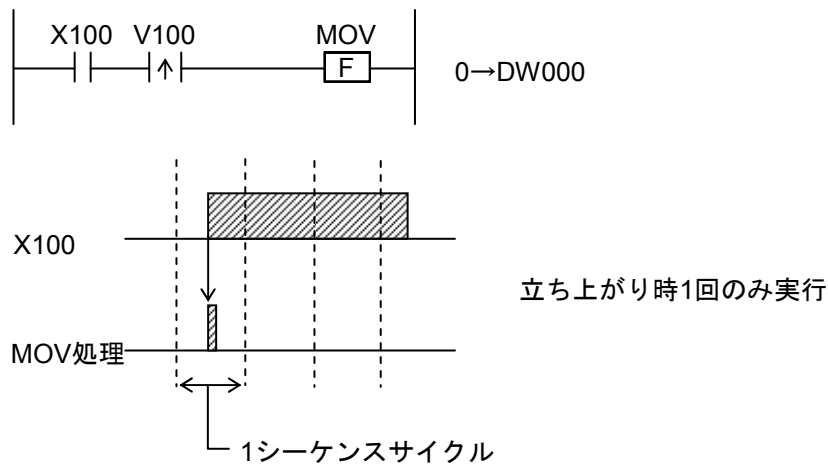 X100 V100 MOV
F
0→DW000
X100
立ち上がり時1回のみ実行
MOV処理
1シーケンスサイクル